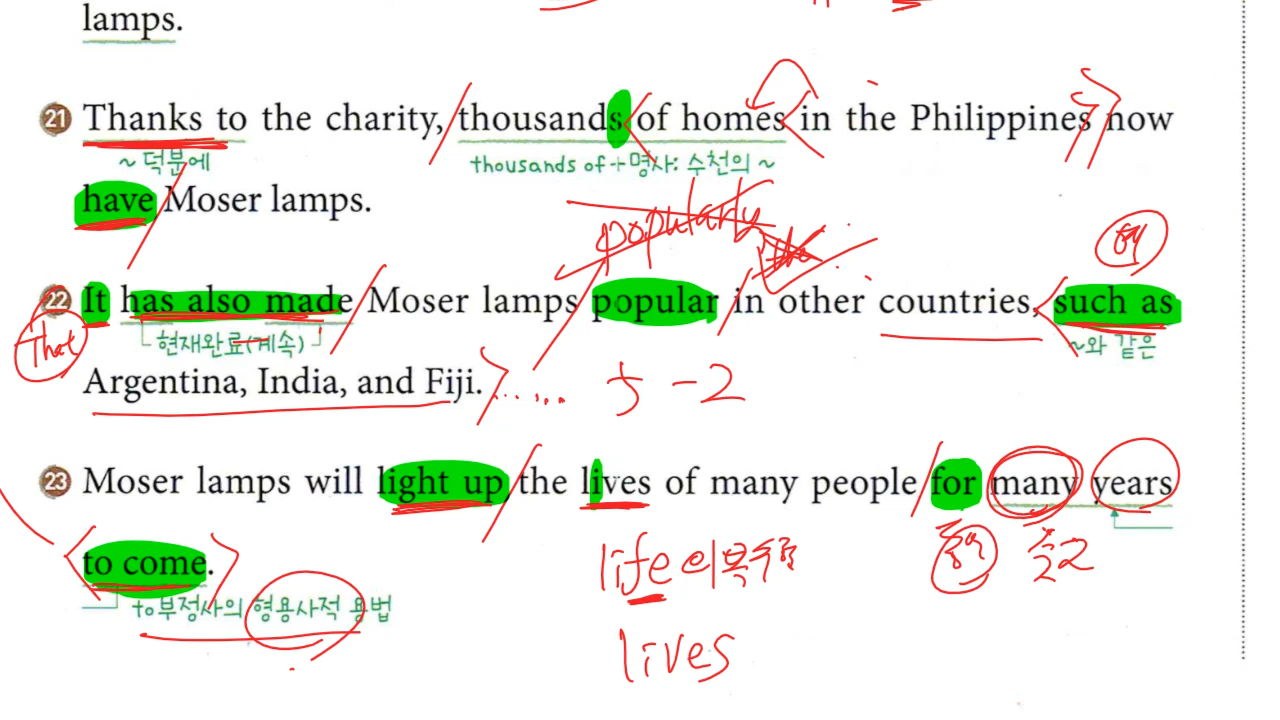 lamps.
21 Thanks to the charity, thousands of homes in the Philippines now
~ 덕분에 thousands of + 명사: 수천의 ~
have Moser lamps.
popularly
예
22 It has also made Moser lamps popular in other countries, such as
That 현재완료(계속) ~와 같은
Argentina, India, and Fiji. ...... 5-2
23 Moser lamps will light up the lives of many people for many years
to come.
life의 복수형
to부정사의 형용사적 용법
lives